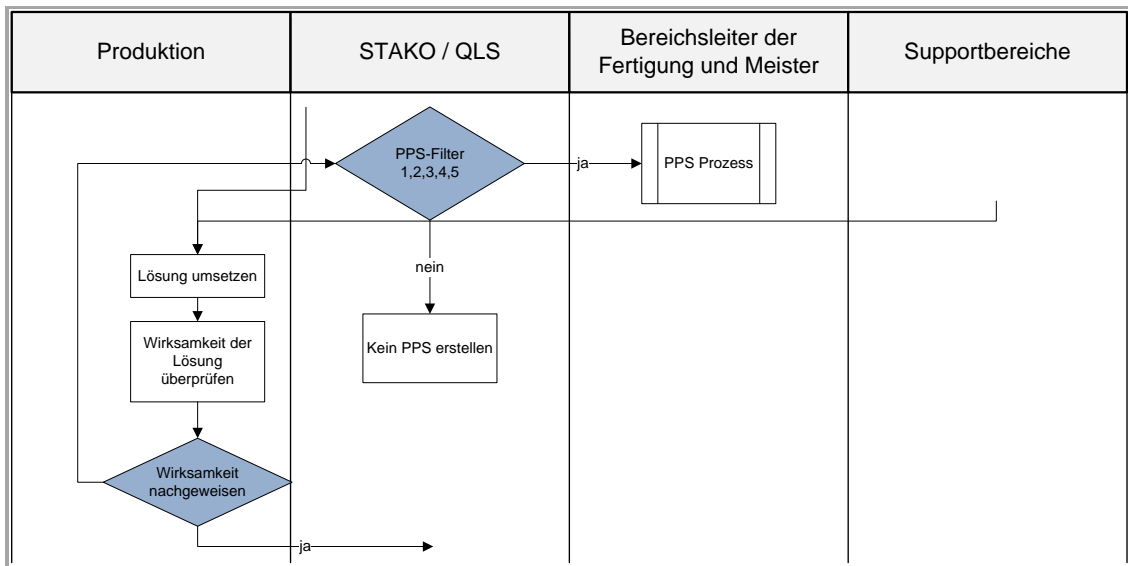 Produktion
STAKO / QLS
Bereichsleiter der
Fertigung und Meister
Supportbereiche
PPS-Filter
1,2,3,4,5
ja
PPS Prozess
nein
Lösung umsetzen
Wirksamkeit der
Lösung
überprüfen
Kein PPS erstellen
Wirksamkeit
nachgeweisen
ja